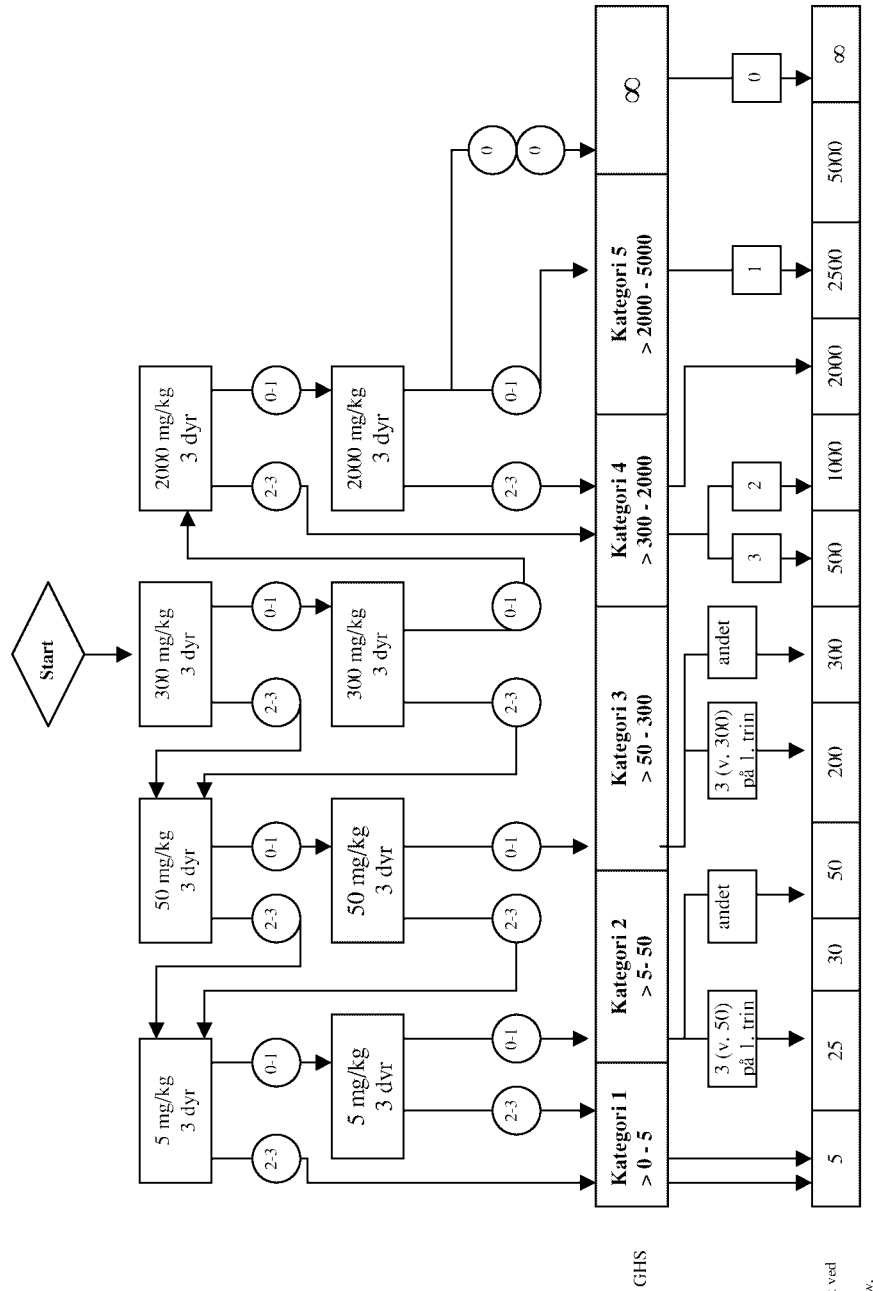 Start
5 mg/kg
3 dyr
50 mg/kg
3 dyr
300 mg/kg
3 dyr
2000 mg/kg
3 dyr
2-3
0-1
2-3
0-1
2-3
0-1
2-3
0-1
5 mg/kg
3 dyr
50 mg/kg
3 dyr
300 mg/kg
3 dyr
2000 mg/kg
3 dyr
2-3
0-1
2-3
0-1
2-3
0-1
2-3
0-1
0
0
GHS
Kategori 1
> 0 - 5
Kategori 2
> 5- 50
Kategori 3
> 50 - 300
Kategori 4
> 300 - 2000
Kategori 5
> 2000 - 5000
∞
3 (v. 50)
på 1. trin
andet
3 (v. 300)
på 1. trin
andet
3
2
1
0
ved
5
25
30
50
200
300
500
1000
2000
2500
5000
∞